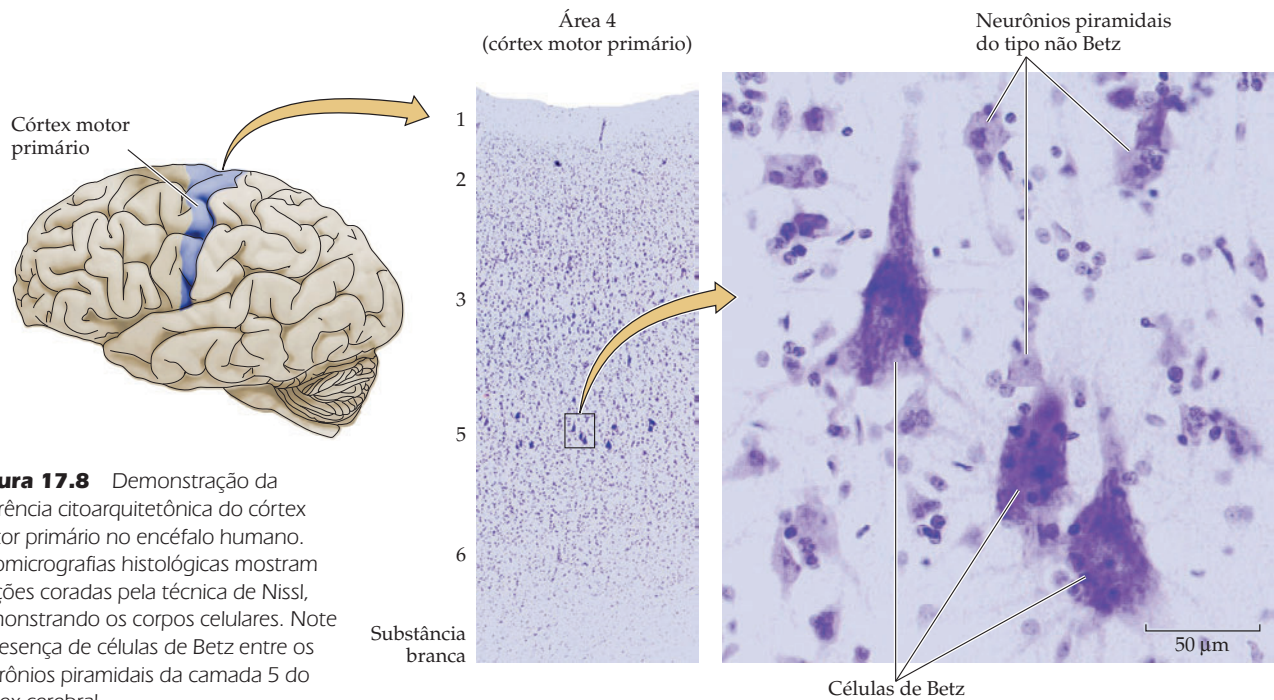 Área 4
(córtex motor primário)
Neurônios piramidais
do tipo não Betz
Córtex motor
primário
1
2
3
5
6
Substância
branca
50 µm
Células de Betz
17.8 Demonstração da
citoarquitetônica do córtex
primário no encéfalo humano.
histológicas mostram
coradas pela técnica de Nissl,
os corpos celulares. Note
de células de Betz entre os
piramidais da camada 5 do